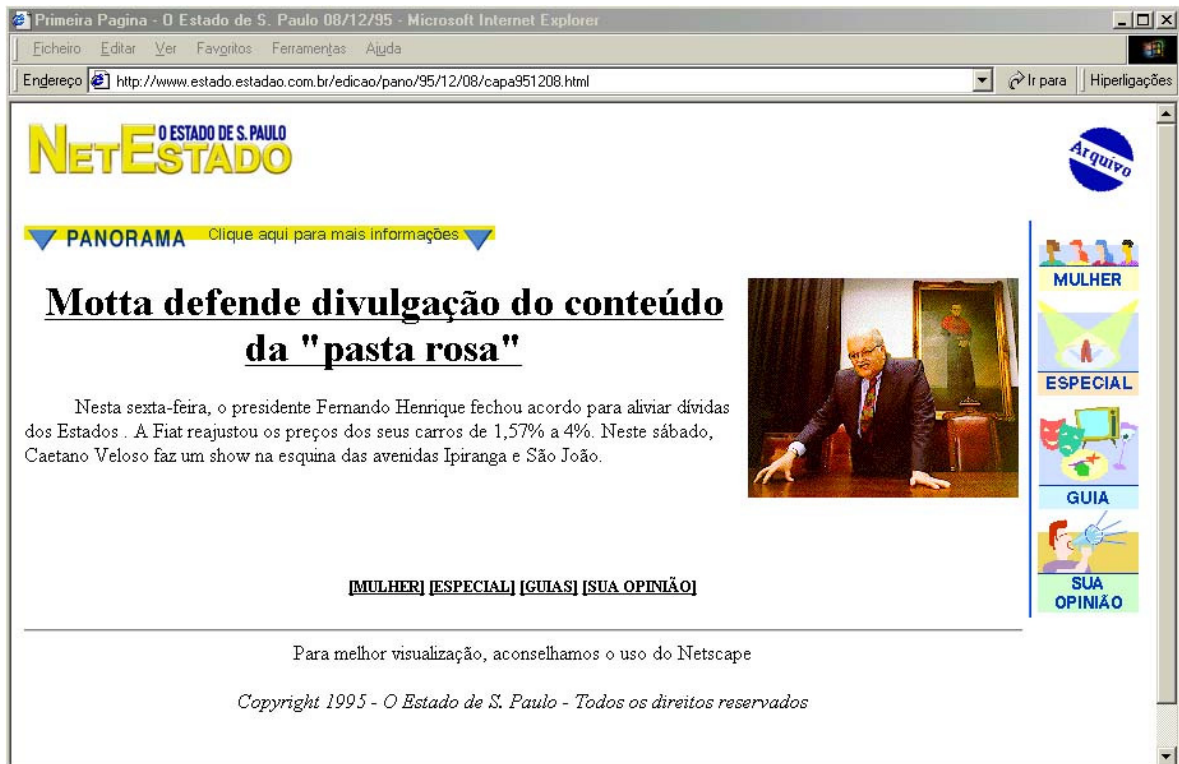 Primeira Pagina - O Estado de S. Paulo 08/12/95 - Microsoft Internet Explorer
Ficheiro Editar Ver Favoritos Ferramentas Ajuda
Endereço http://www.estado.estadao.com.br/edicao/pano/95/12/08/capa951208.html Ir para Hiperligações
O ESTADO DE S. PAULO
NETESTADO
Arquivo
PANORAMA Clique aqui para mais informações
Motta defende divulgação do conteúdo
da "pasta rosa"
Nesta sexta-feira, o presidente Fernando Henrique fechou acordo para aliviar dívidas
dos Estados . A Fiat reajustou os preços dos seus carros de 1,57% a 4%. Neste sábado,
Caetano Veloso faz um show na esquina das avenidas Ipiranga e São João.
MULHER
ESPECIAL
GUIA
SUA
OPINIÃO
[MULHER] [ESPECIAL] [GUIAS] [SUA OPINIÃO]
Para melhor visualização, aconselhamos o uso do Netscape
Copyright 1995 - O Estado de S. Paulo - Todos os direitos reservados